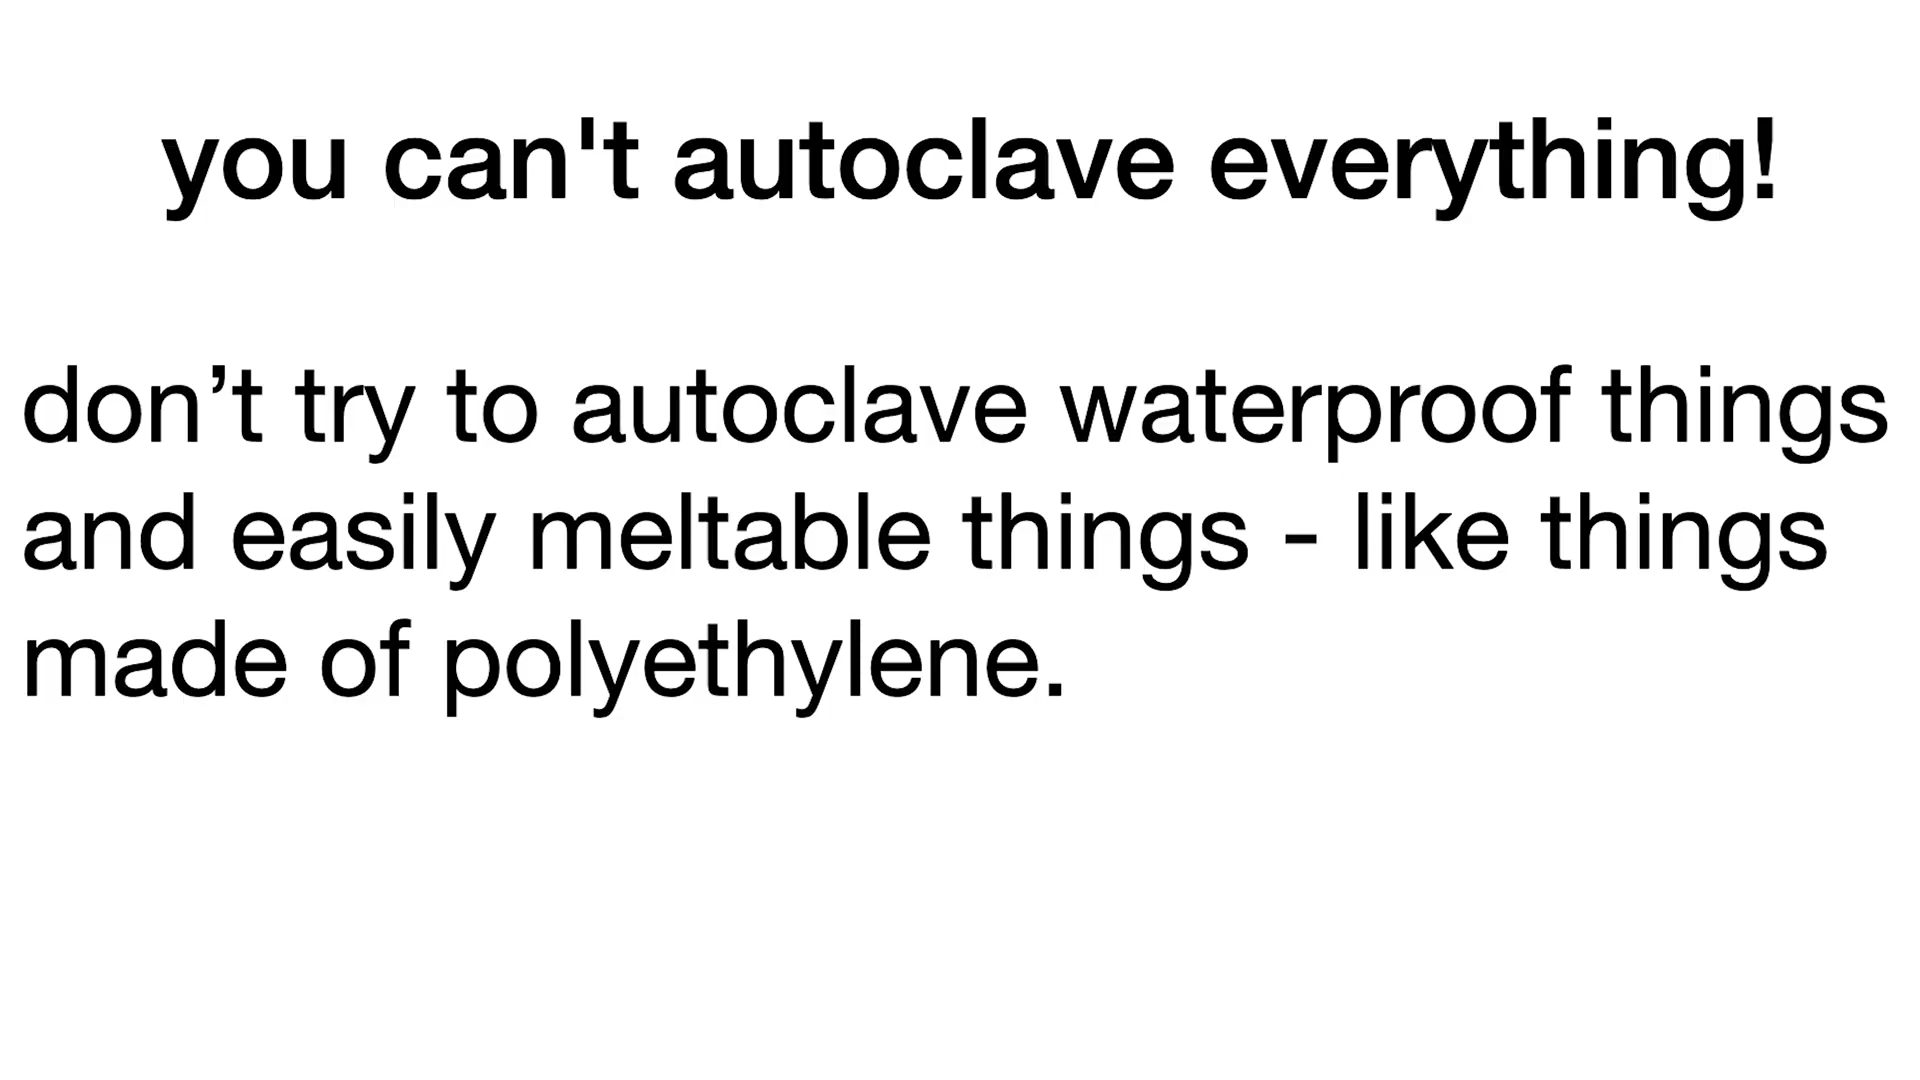 you can't autoclave everything!
don’t try to autoclave waterproof things
and easily meltable things - like things
made of polyethylene.